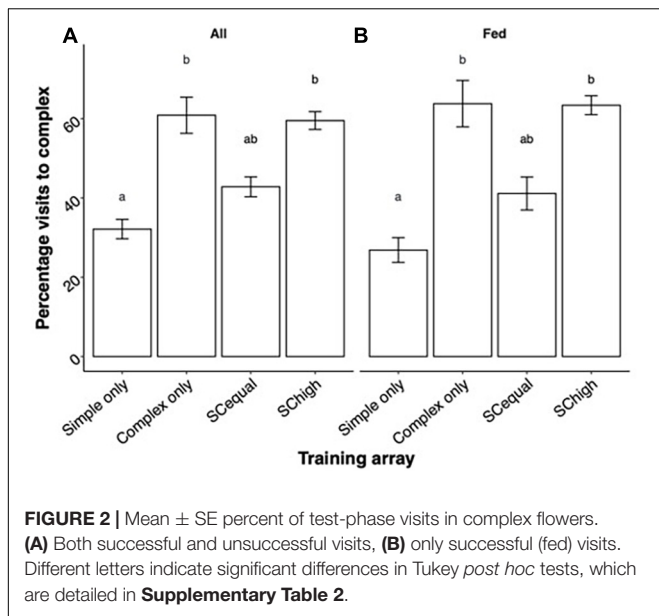 A All B Fed
b b b b
ab ab
a a
Percentage visits to complex
60
40
20
0
Simple only Complex only SCequal SChigh Simple only Complex only SCequal SChigh
Training array
FIGURE 2 | Mean ± SE percent of test-phase visits in complex flowers.
(A) Both successful and unsuccessful visits, (B) only successful (fed) visits.
Different letters indicate significant differences in Tukey post hoc tests, which
are detailed in Supplementary Table 2.